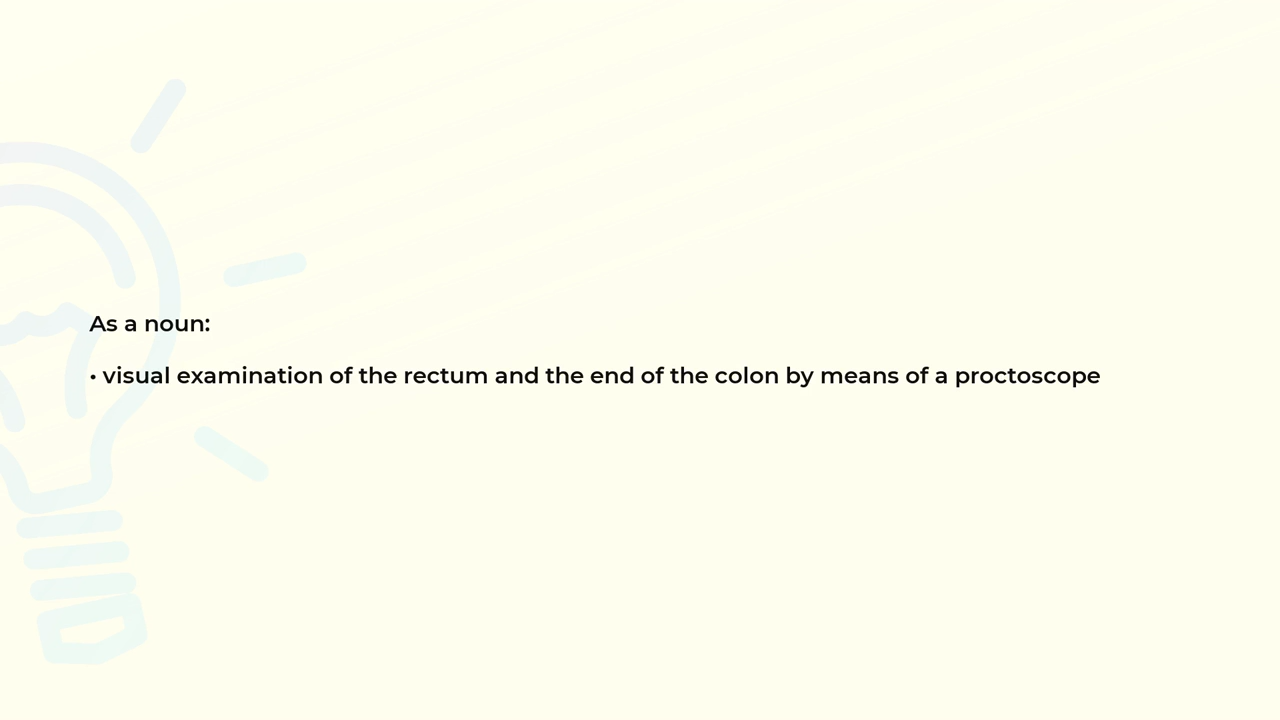 As a noun:
• visual examination of the rectum and the end of the colon by means of a proctoscope